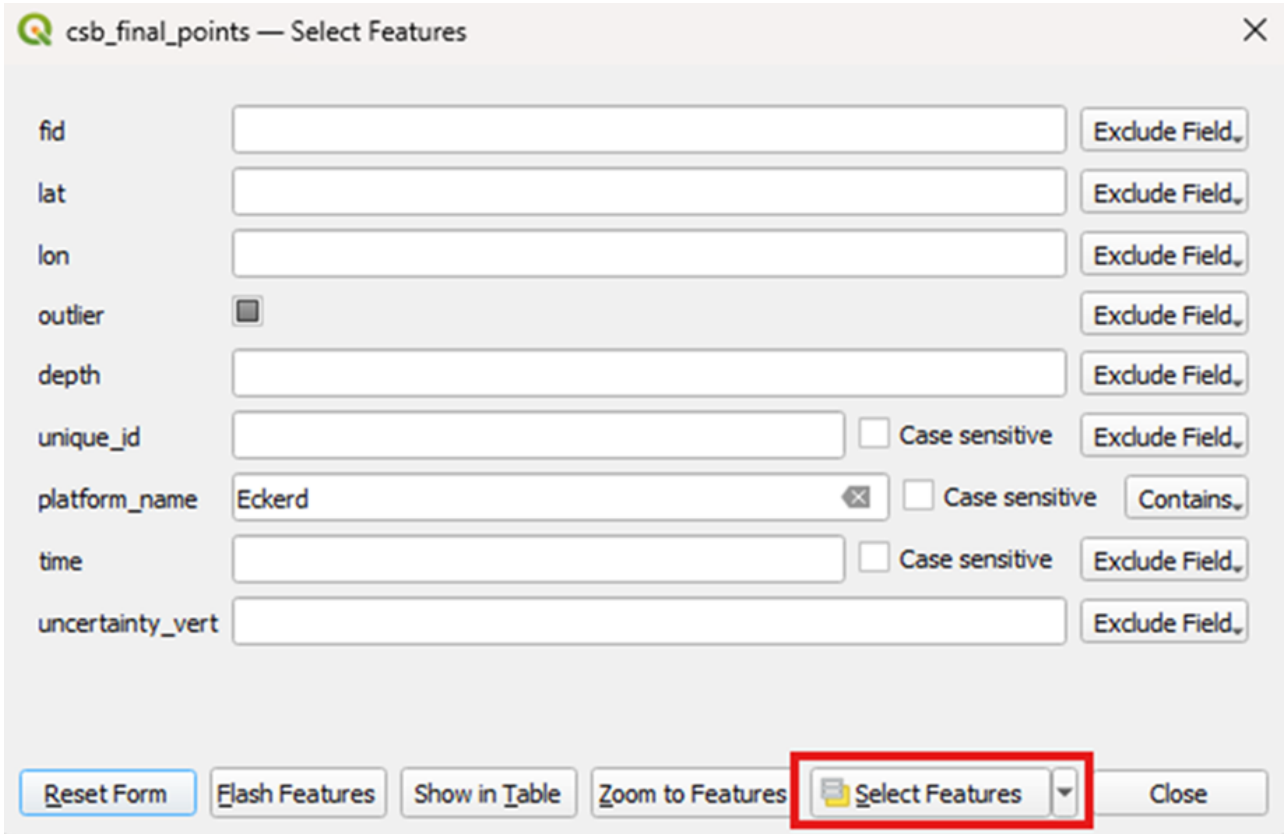 csb_final_points — Select Features
fid Exclude Field
lat Exclude Field
lon Exclude Field
outlier Exclude Field
depth Exclude Field
unique_id Case sensitive Exclude Field
platform_name Eckerd Case sensitive Contains
time Case sensitive Exclude Field
uncertainty_vert Exclude Field
Reset Form Flash Features Show in Table Zoom to Features Select Features Close